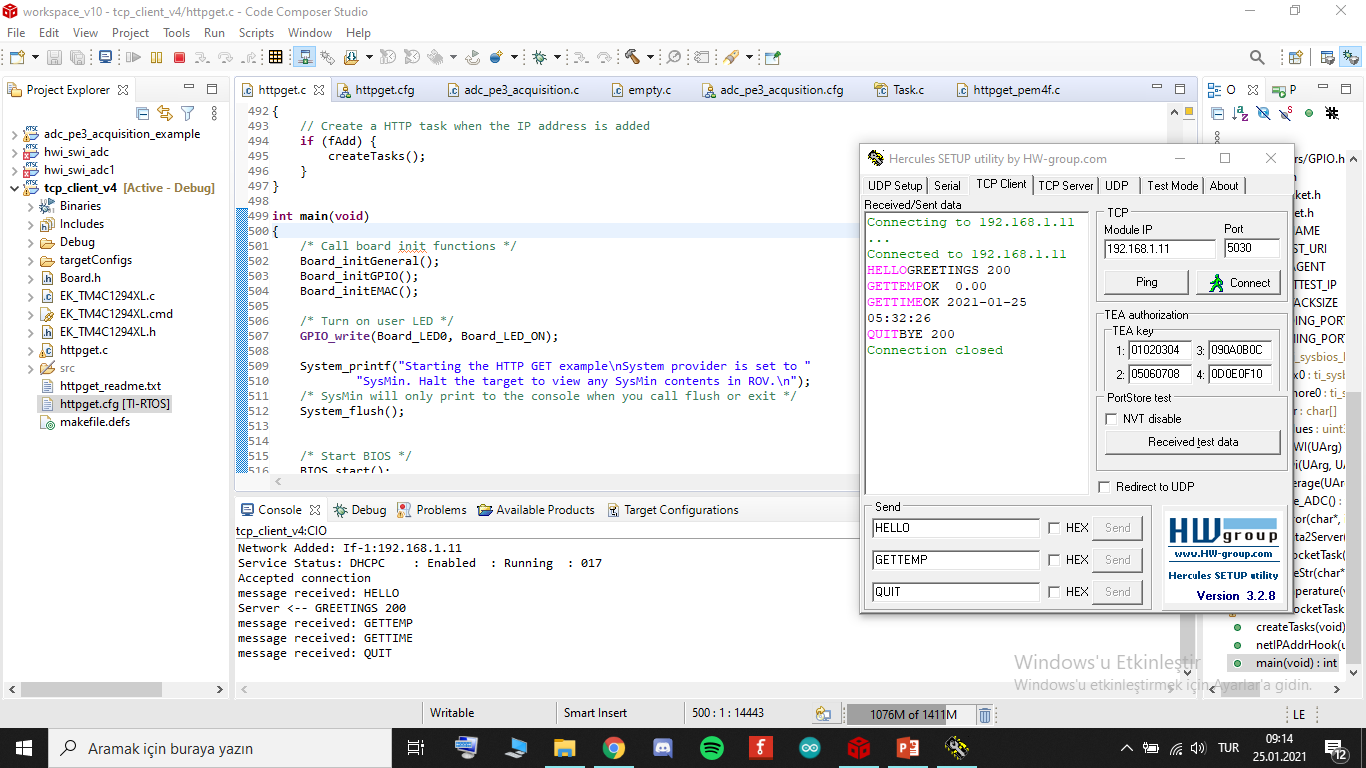 workspace_v10 - tcp_client_v4/httpget.c - Code Composer Studio
File Edit View Project Tools Run Scripts Window Help
Project Explorer
adc_pe3_acqusition_example
hwi_swi_adc
hwi_swi_adc1
tcp_client_v4 [Active - Debug]
Binaries
Includes
Debug
targetConfigs
Board.h
EK_TM4C1294XL.c
EK_TM4C1294XL.cmd
EK_TM4C1294XL.h
httpget.c
src
httpget_readme.txt
httpget.cfg [TI-RTOS]
makefile.defs
httpget.c httpget.cfg adc_pe3_acqusition.c empty.c adc_pe3_acqusition.cfg Task.c httpget_pem4f.c
492 {
493 // Create a HTTP task when the IP address is added
494 if (fAdd) {
495 createTasks();
496 }
497 }
498
499 int main(void)
500 {
501 /* Call board init functions */
502 Board_initGeneral();
503 Board_initGPIO();
504 Board_initEMAC();
505
506 /* Turn on user LED */
507 GPIO_write(Board_LED0, Board_LED_ON);
508
509 System_printf("Starting the HTTP GET example\nSystem provider is set to "
510 "SysMin. Halt the target to view any SysMin contents in ROV.\n");
511 /* SysMin will only print to the console when you call flush or exit */
512 System_flush();
513
514
515 /* Start BIOS */
516 BIOS_start();
Console Debug Problems Available Products Target Configurations
tcp_client_v4:CIO
Network Added: If-1:192.168.1.11
Service Status: DHCPC : Enabled : Running : 017
Accepted connection
message received: HELLO
Server <-- GREETINGS 200
message received: GETTEMP
message received: GETTIME
message received: QUIT
Hercules SETUP utility by HW-group.com
UDP Setup Serial TCP Client TCP Server UDP Test Mode About
Received/Sent data
Connecting to 192.168.1.11
...
Connected to 192.168.1.11
HELLOGREETINGS 200
GETTEMPOK 0.00
GETTIMEOK 2021-01-25
05:32:26
QUITBYE 200
Connection closed
TCP
Module IP Port
192.168.1.11 5030
Ping Connect
TEA authorization
TEA key
1: 01020304 3: 090A0B0C
2: 05060708 4: 0D0E0F10
PortStore test
NVT disable
Received test data
Redirect to UDP
Send
HELLO HEX Send
GETTEMP HEX Send
QUIT HEX Send
HWgroup
www.HW-group.com
Hercules SETUP utility
Version 3.2.8
O P
ers/GPIO.h
ket.h
et.h
NAME
ST_URI
AGENT
TTEST_IP
ACKSIZE
ING_PORT
ING_PORT
_sysbios_
x0 : ti_sysb
hore0 : ti_s
r : char[]
ues : uint3
WI(UArg)
vi(UArg, UA
erage(UAr
e_ADC() :
ror(char*, i
ata2Server(
ocketTask(
eStr(char*
perature(v
ocketTask
createTasks(void)
netIPAddrHook(u
main(void) : int
Windows'u Etkinleştir
Windows'u etkinleştirmek için Ayarlar'a gidin.
Writable Smart Insert 500 : 1 : 14443 1076M of 1411M LE
Aramak için buraya yazın
TUR
09:14
25.01.2021
12